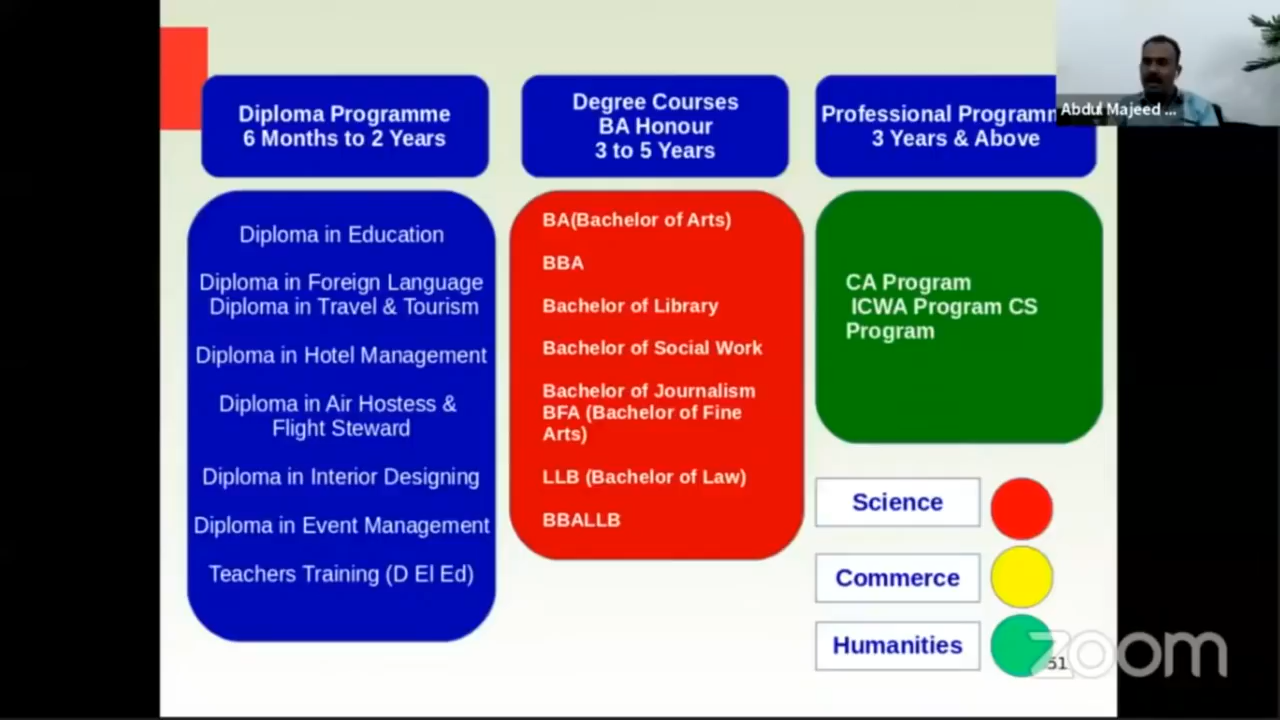 Diploma Programme
6 Months to 2 Years
Degree Courses
BA Honour
3 to 5 Years
Professional Programm
3 Years & Above
Abdul Majeed ...
Diploma in Education
Diploma in Foreign Language
Diploma in Travel & Tourism
Diploma in Hotel Management
Diploma in Air Hostess &
Flight Steward
Diploma in Interior Designing
Diploma in Event Management
Teachers Training (D El Ed)
BA(Bachelor of Arts)
BBA
Bachelor of Library
Bachelor of Social Work
Bachelor of Journalism
BFA (Bachelor of Fine
Arts)
LLB (Bachelor of Law)
BBALLB
CA Program
ICWA Program CS
Program
Science
Commerce
Humanities
51
zoom